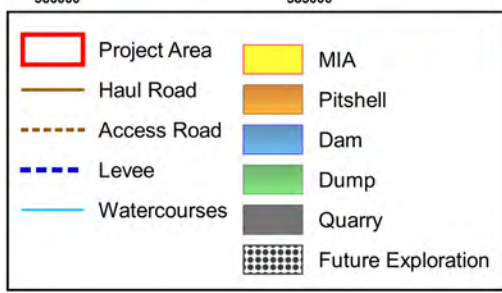 Project Area
Haul Road
Access Road
Levee
Watercourses
MIA
Pitshell
Dam
Dump
Quarry
Future Exploration